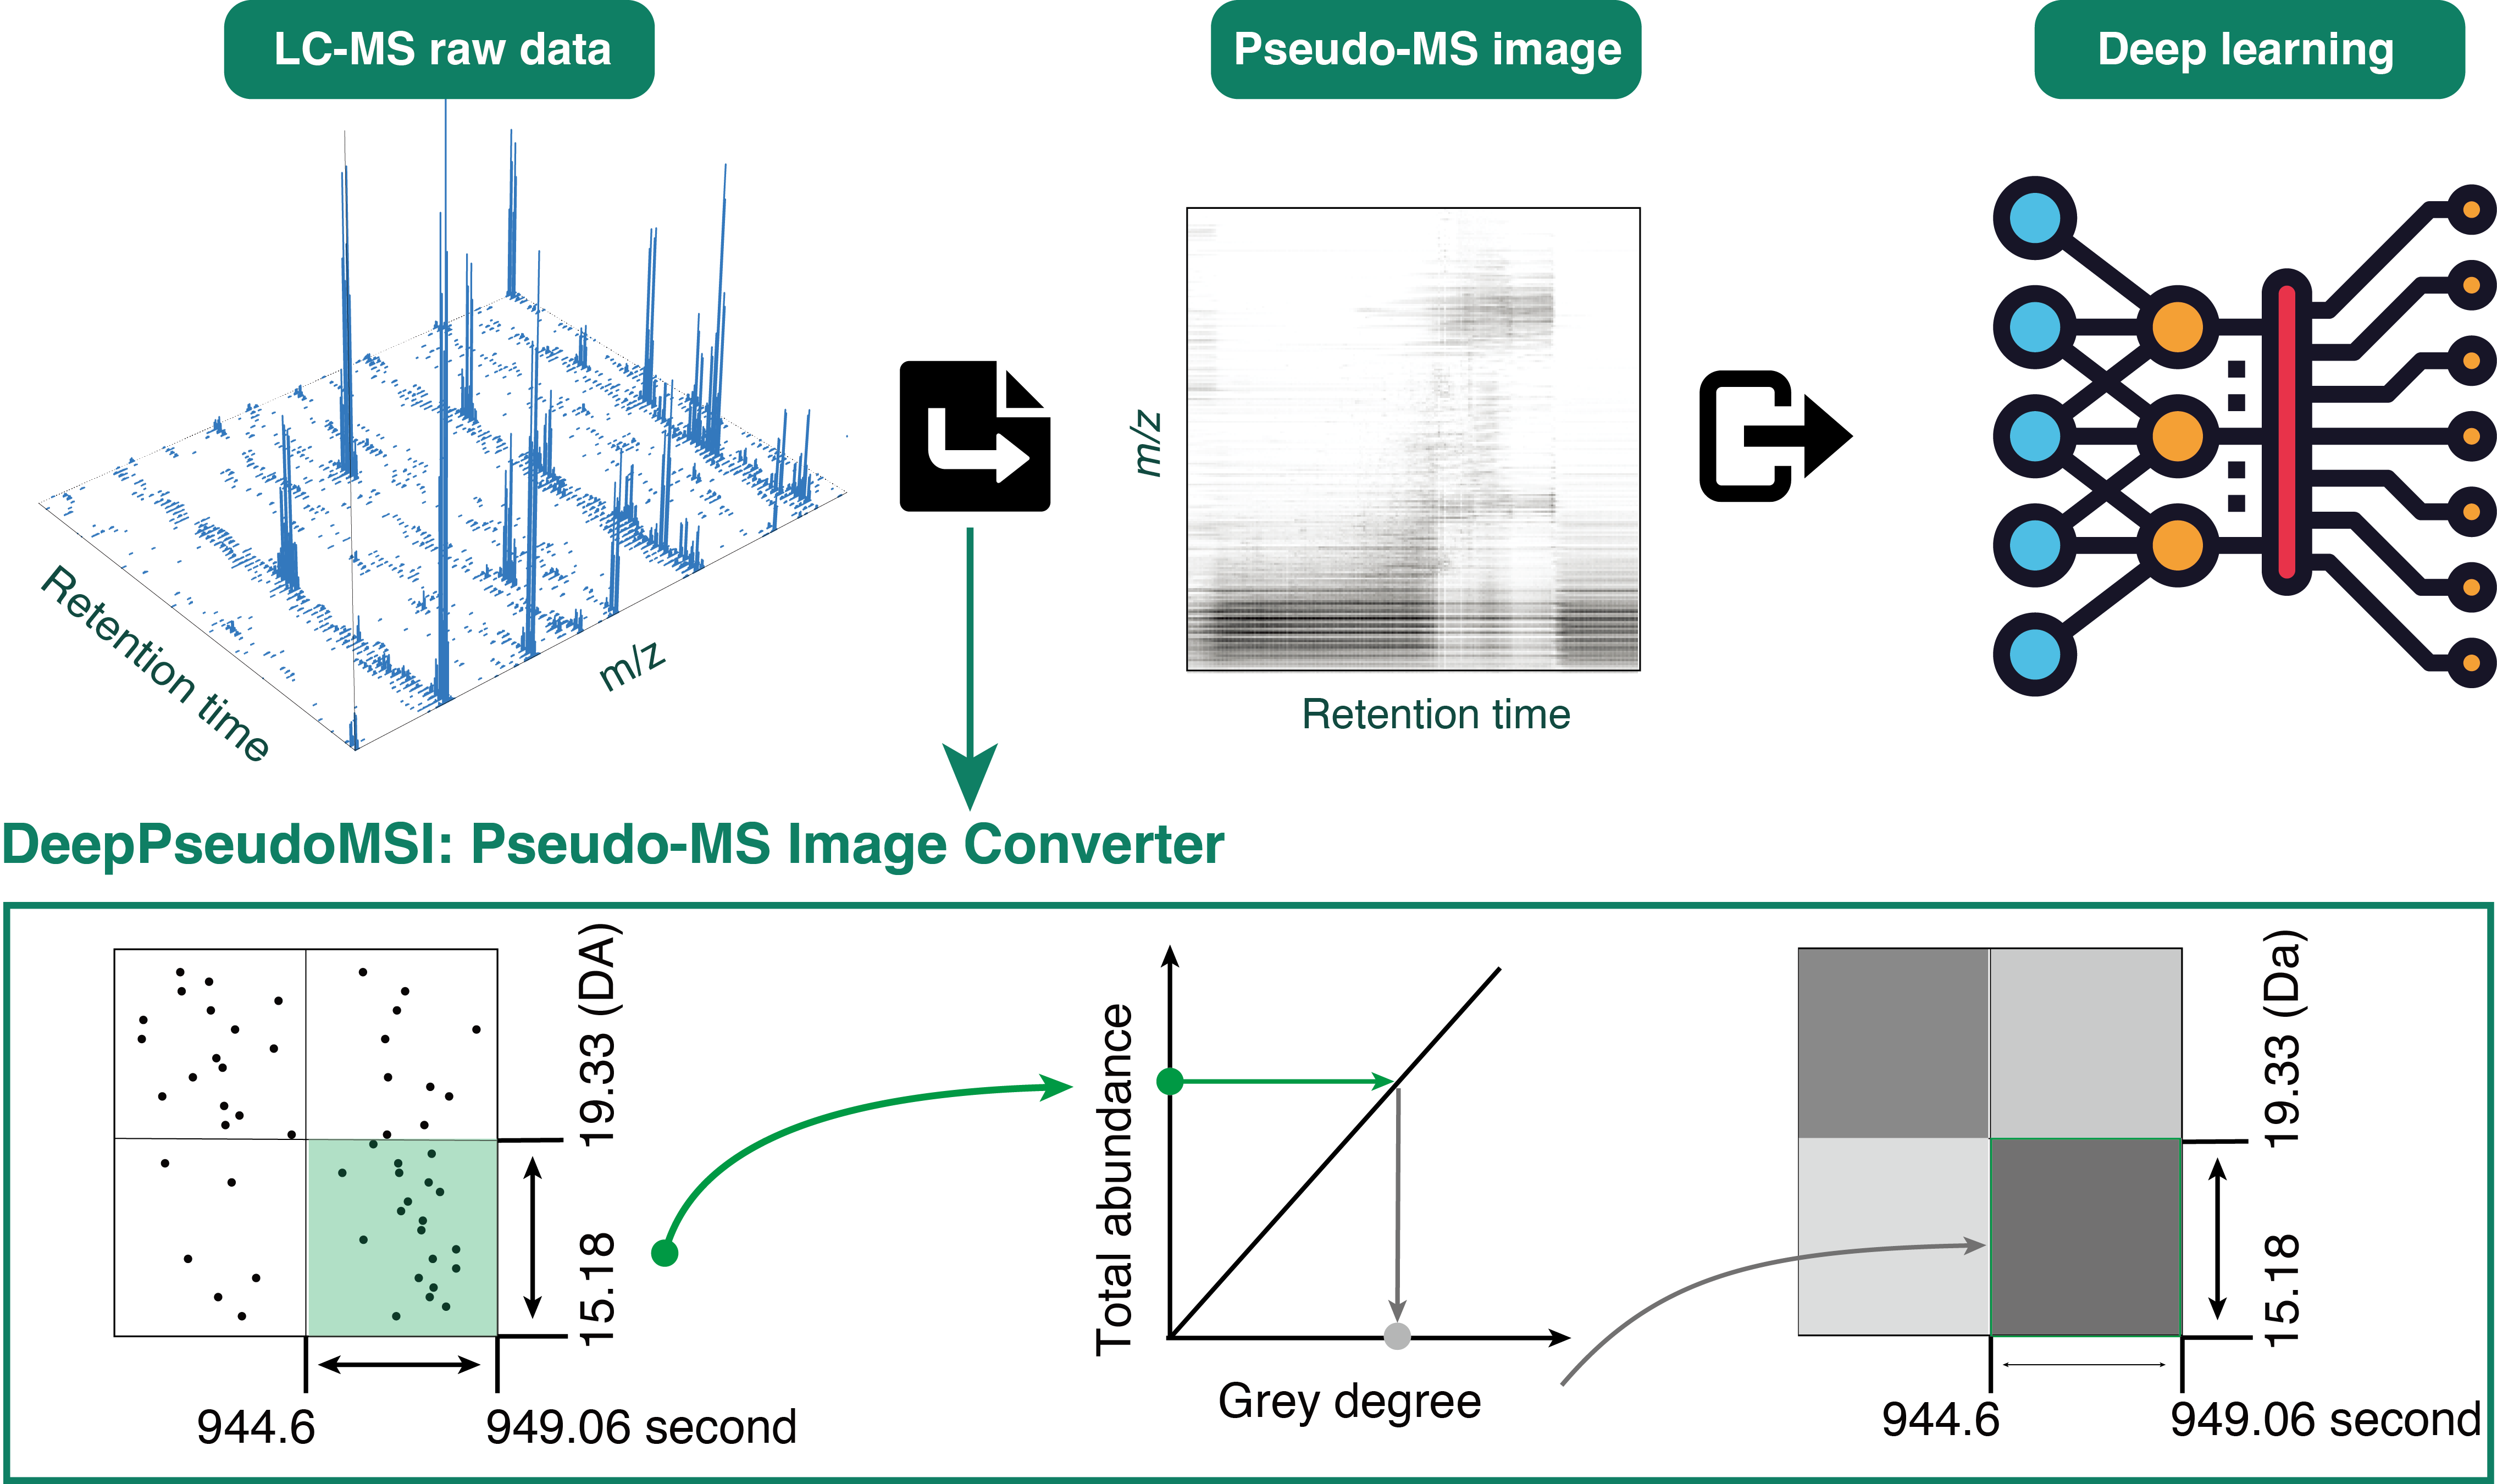 LC-MS raw data
Pseudo-MS image
Deep learning
Retention time
m/z
m/z
Retention time
DeepPseudoMSI: Pseudo-MS Image Converter
19.33 (DA)
15.18
944.6
949.06 second
Total abundance
Grey degree
19.33 (Da)
15.18
944.6
949.06 second